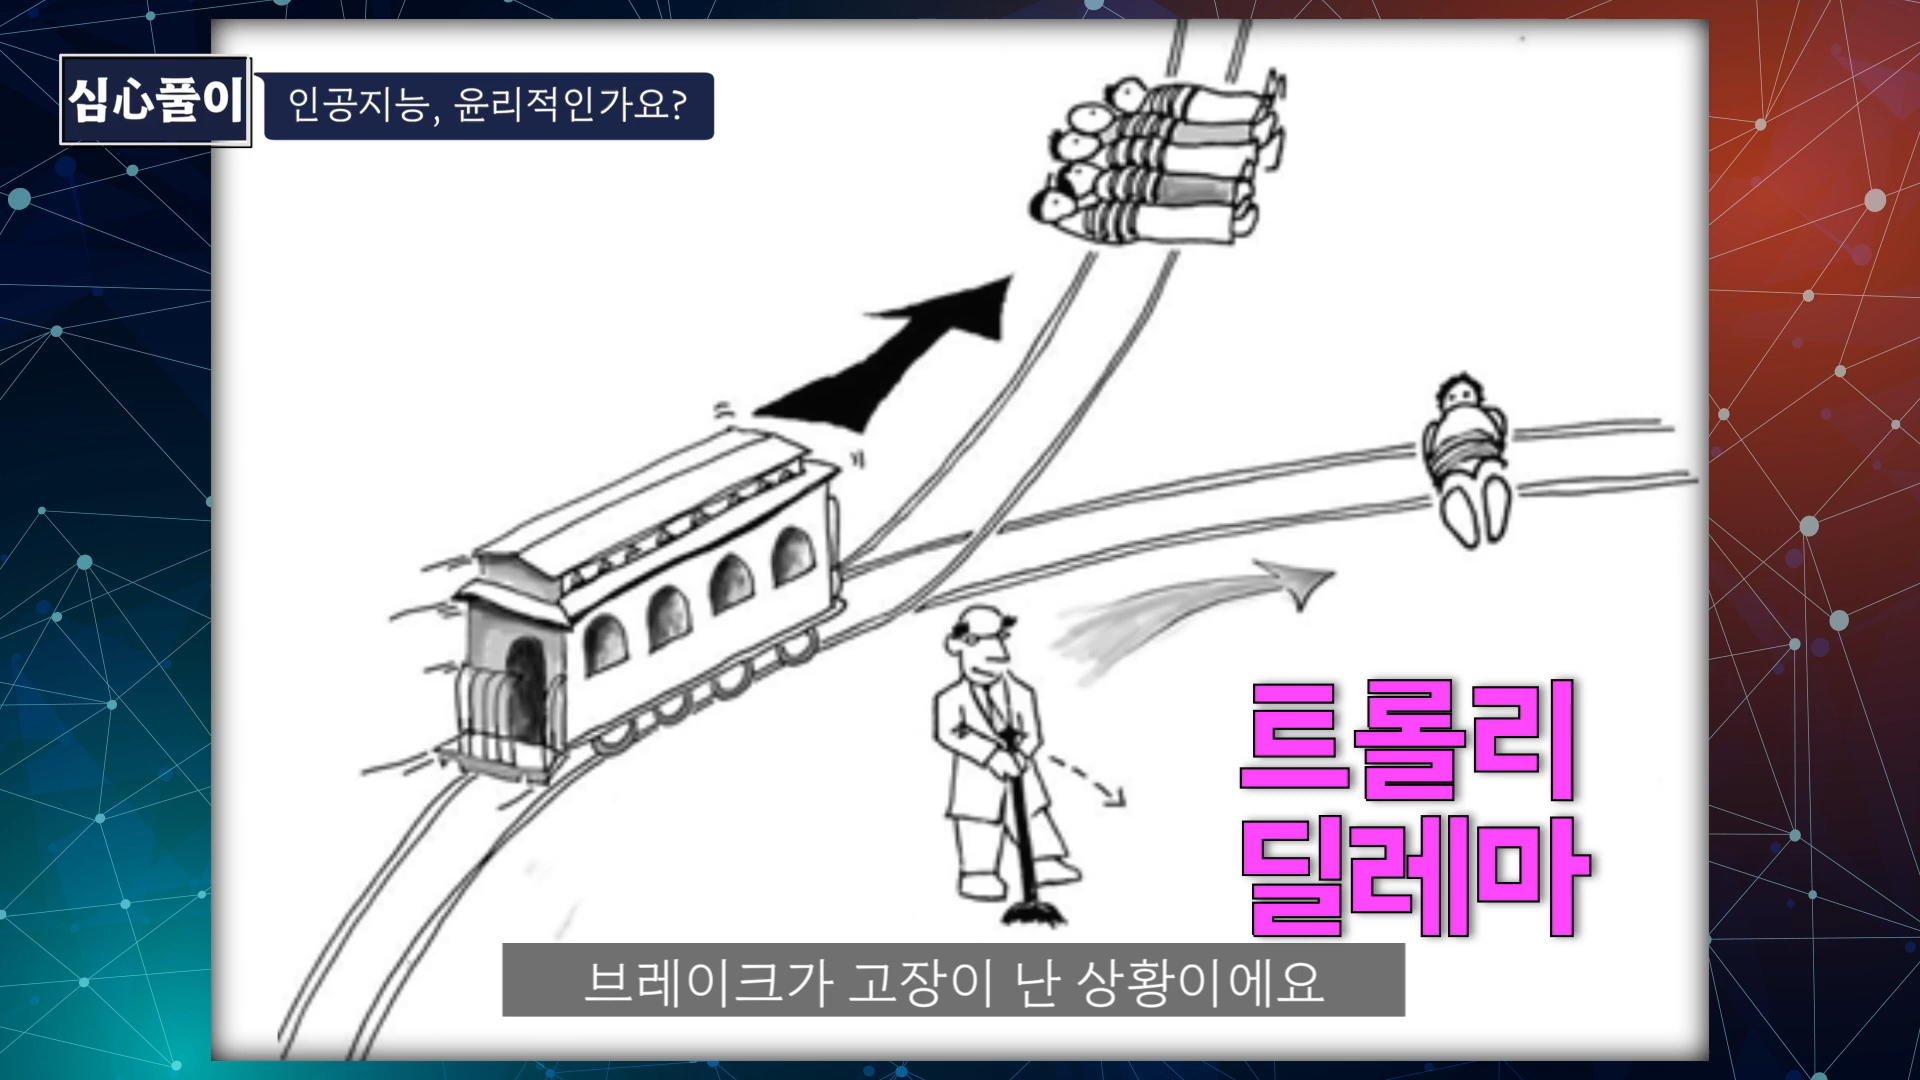 심心풀이
인공지능, 윤리적인가요?
트롤리
딜레마
브레이크가 고장이 난 상황이에요